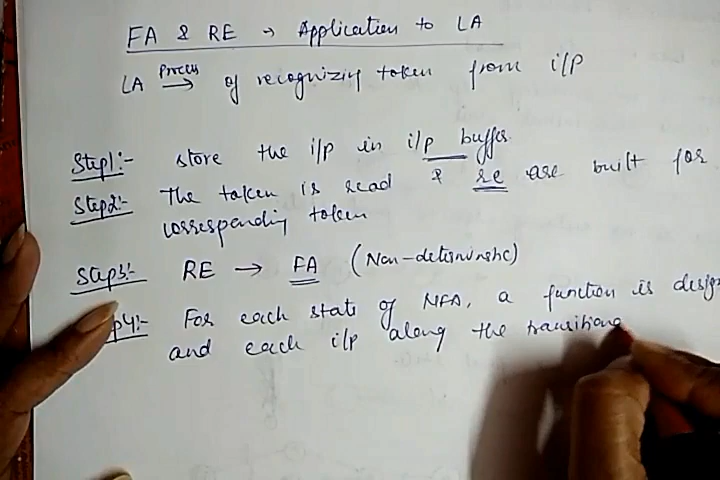 FA & RE → Application to LA
LA Process → of recognizing token from i/p
Step1:- store the i/p in i/p buffer.
Step2:- The token is read & re are built for
corresponding token
Step3:- RE → FA (Non-deterministic)
p4:- For each state of NFA, a function is desig
and each i/p along the transitions